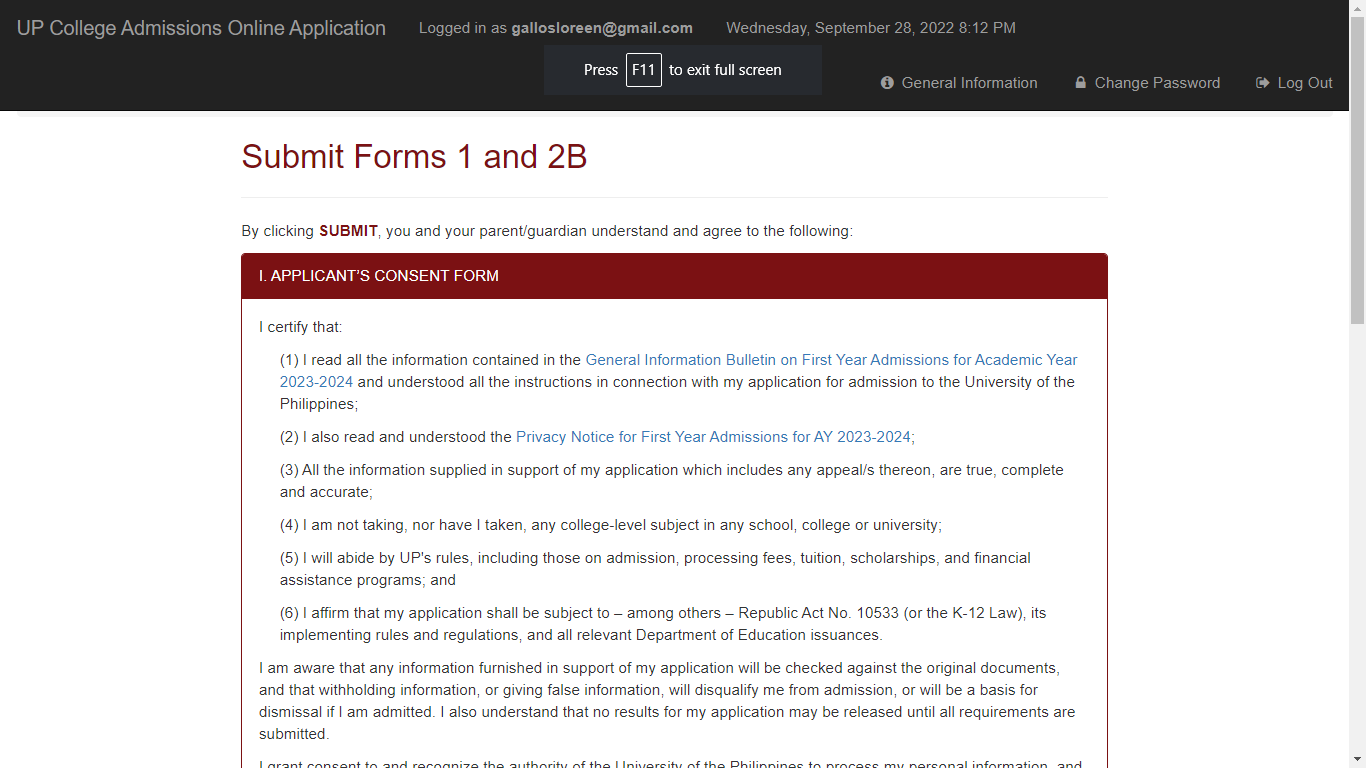 UP College Admissions Online Application Logged in as gallosloreen@gmail.com Wednesday, September 28, 2022 8:12 PM
Press F11 to exit full screen
General Information Change Password Log Out
Submit Forms 1 and 2B
By clicking SUBMIT, you and your parent/guardian understand and agree to the following:
I. APPLICANT’S CONSENT FORM
I certify that:
(1) I read all the information contained in the General Information Bulletin on First Year Admissions for Academic Year
2023-2024 and understood all the instructions in connection with my application for admission to the University of the
Philippines;
(2) I also read and understood the Privacy Notice for First Year Admissions for AY 2023-2024;
(3) All the information supplied in support of my application which includes any appeal/s thereon, are true, complete
and accurate;
(4) I am not taking, nor have I taken, any college-level subject in any school, college or university;
(5) I will abide by UP's rules, including those on admission, processing fees, tuition, scholarships, and financial
assistance programs; and
(6) I affirm that my application shall be subject to – among others – Republic Act No. 10533 (or the K-12 Law), its
implementing rules and regulations, and all relevant Department of Education issuances.
I am aware that any information furnished in support of my application will be checked against the original documents,
and that withholding information, or giving false information, will disqualify me from admission, or will be a basis for
dismissal if I am admitted. I also understand that no results for my application may be released until all requirements are
submitted.
I grant consent to and recognize the authority of the University of the Philippines to process my personal information, and